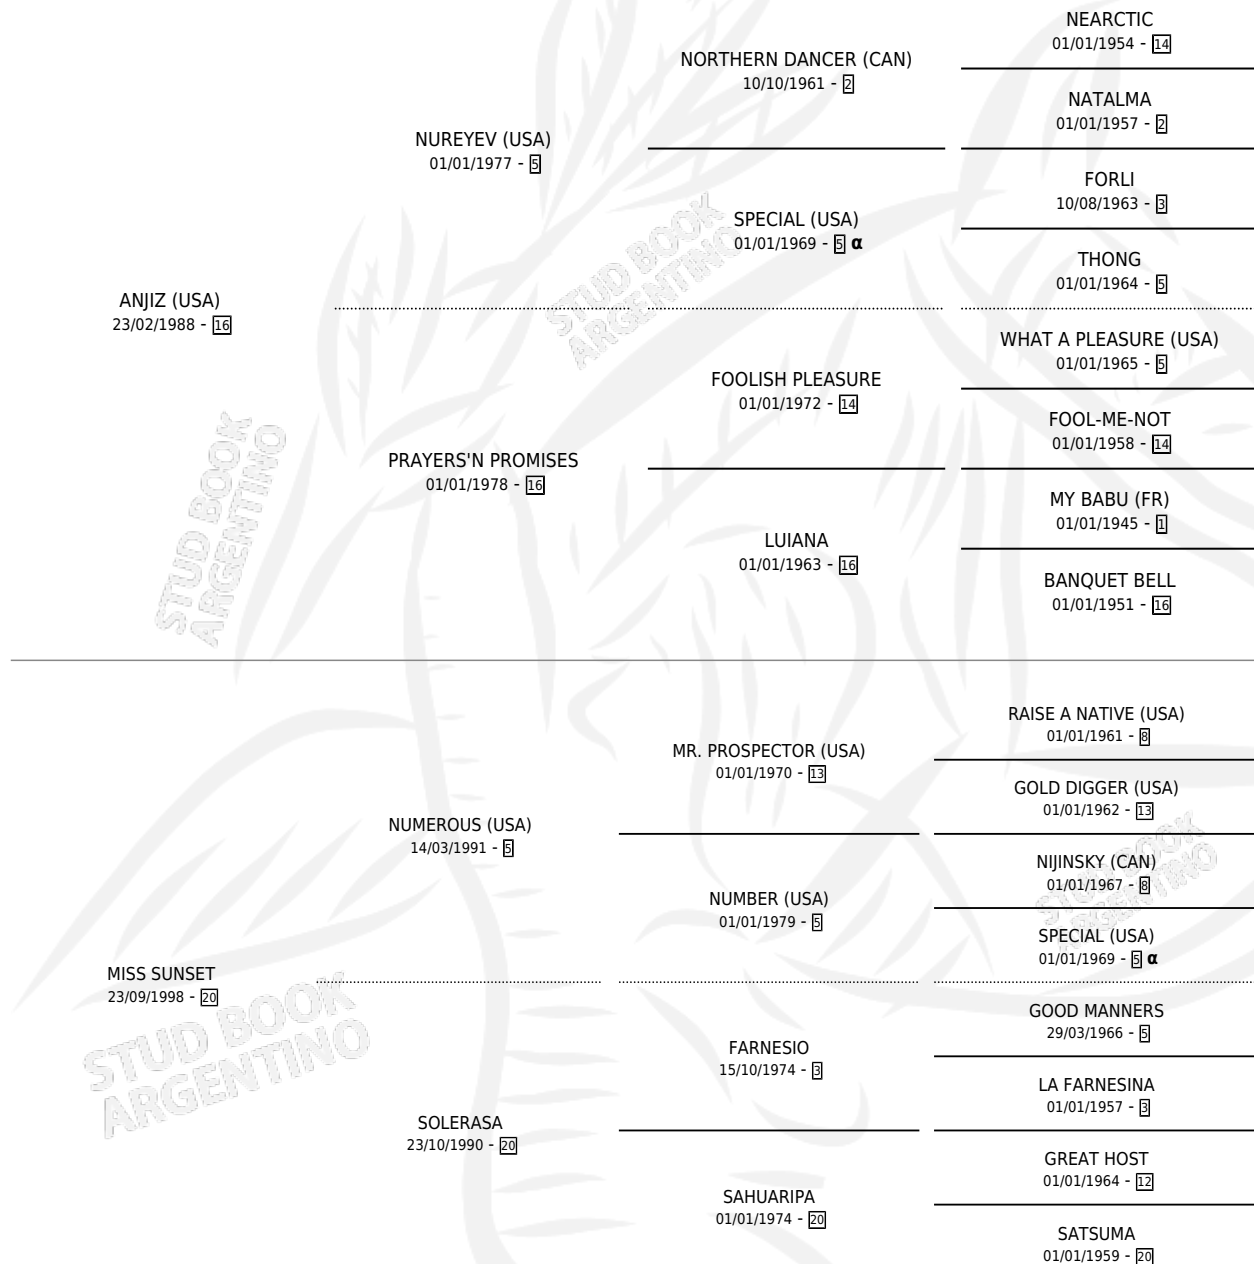 NEARCTIC
01/01/1954 - 14
NORTHERN DANCER (CAN)
10/10/1961 - 2
NATALMA
01/01/1957 - 2
NUREYEV (USA)
01/01/1977 - 5
FORLI
10/08/1963 - 3
SPECIAL (USA)
01/01/1969 - 5 α
THONG
01/01/1964 - 5
STUD BOOK
ARGENTINO
ANJIZ (USA)
23/02/1988 - 16
WHAT A PLEASURE (USA)
01/01/1965 - 5
FOOLISH PLEASURE
01/01/1972 - 14
FOOL-ME-NOT
01/01/1958 - 14
PRAYERS'N PROMISES
01/01/1978 - 16
MY BABU (FR)
01/01/1945 - 1
LUIANA
01/01/1963 - 16
BANQUET BELL
01/01/1951 - 16
STUD BOOK
ARGENTINO
RAISE A NATIVE (USA)
01/01/1961 - 8
MR. PROSPECTOR (USA)
01/01/1970 - 13
GOLD DIGGER (USA)
01/01/1962 - 13
NUMEROUS (USA)
14/03/1991 - 5
NIJINSKY (CAN)
01/01/1967 - 8
STUD BOOK
ARGENTINO
NUMBER (USA)
01/01/1979 - 5
SPECIAL (USA)
01/01/1969 - 5 α
MISS SUNSET
23/09/1998 - 20
STUD BOOK
ARGENTINO
GOOD MANNERS
29/03/1966 - 5
FARNESIO
15/10/1974 - 3
LA FARNESINA
01/01/1957 - 3
SOLERASA
23/10/1990 - 20
GREAT HOST
01/01/1964 - 12
SAHUARIPA
01/01/1974 - 20
SATSUMA
01/01/1959 - 20